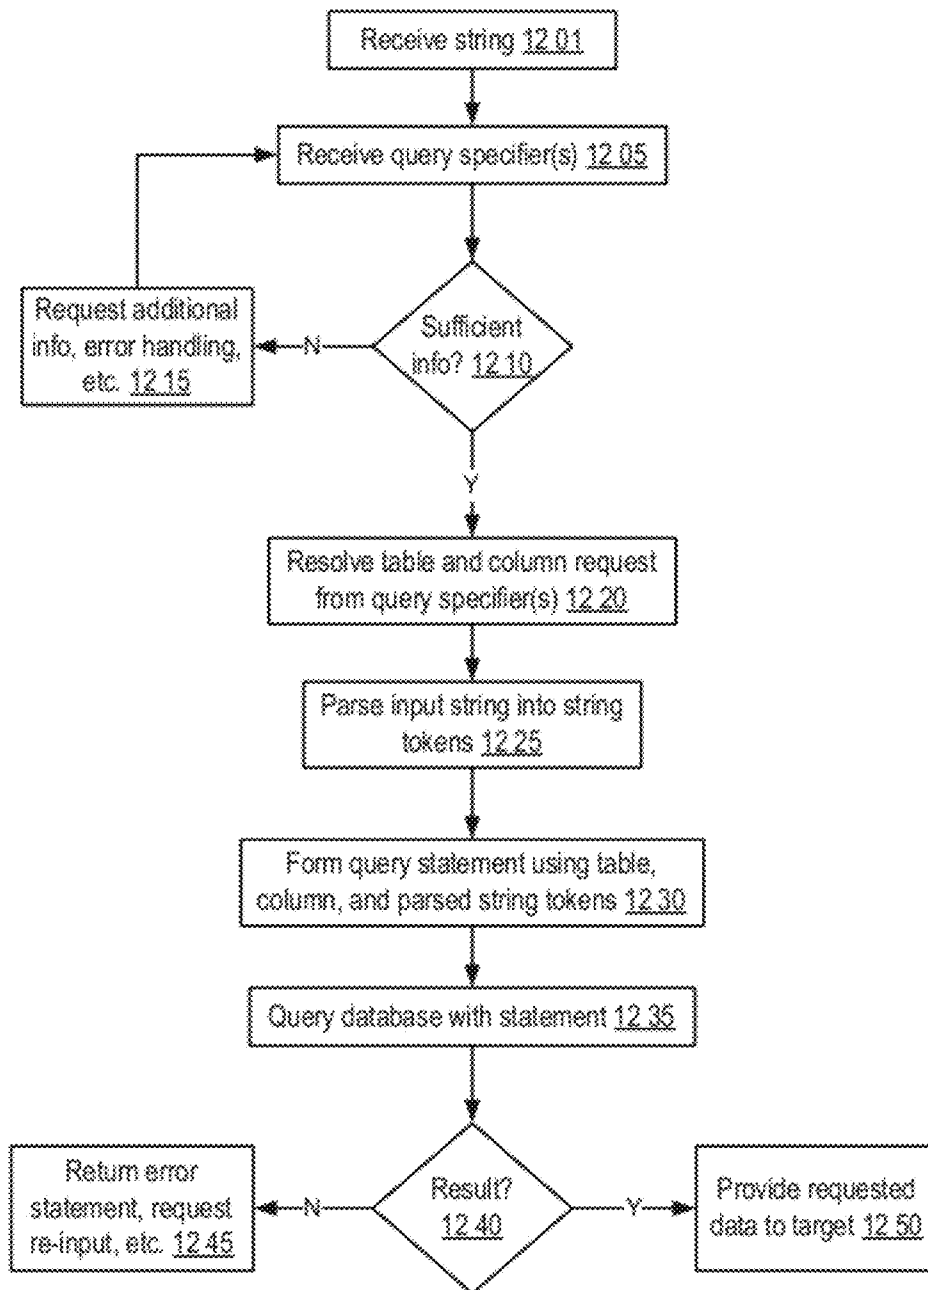 Receive string 12.01
Receive query specifier(s) 12.05
Request additional
info, error handling,
etc. 12.15
N
Sufficient
info? 12.10
Y
Resolve table and column request
from query specifier(s) 12.20
Parse input string into string
tokens 12.25
Form query statement using table,
column, and parsed string tokens 12.30
Query database with statement 12.35
Return error
statement, request
re-input, etc. 12.45
N
Result?
12.40
Y
Provide requested
data to target 12.50